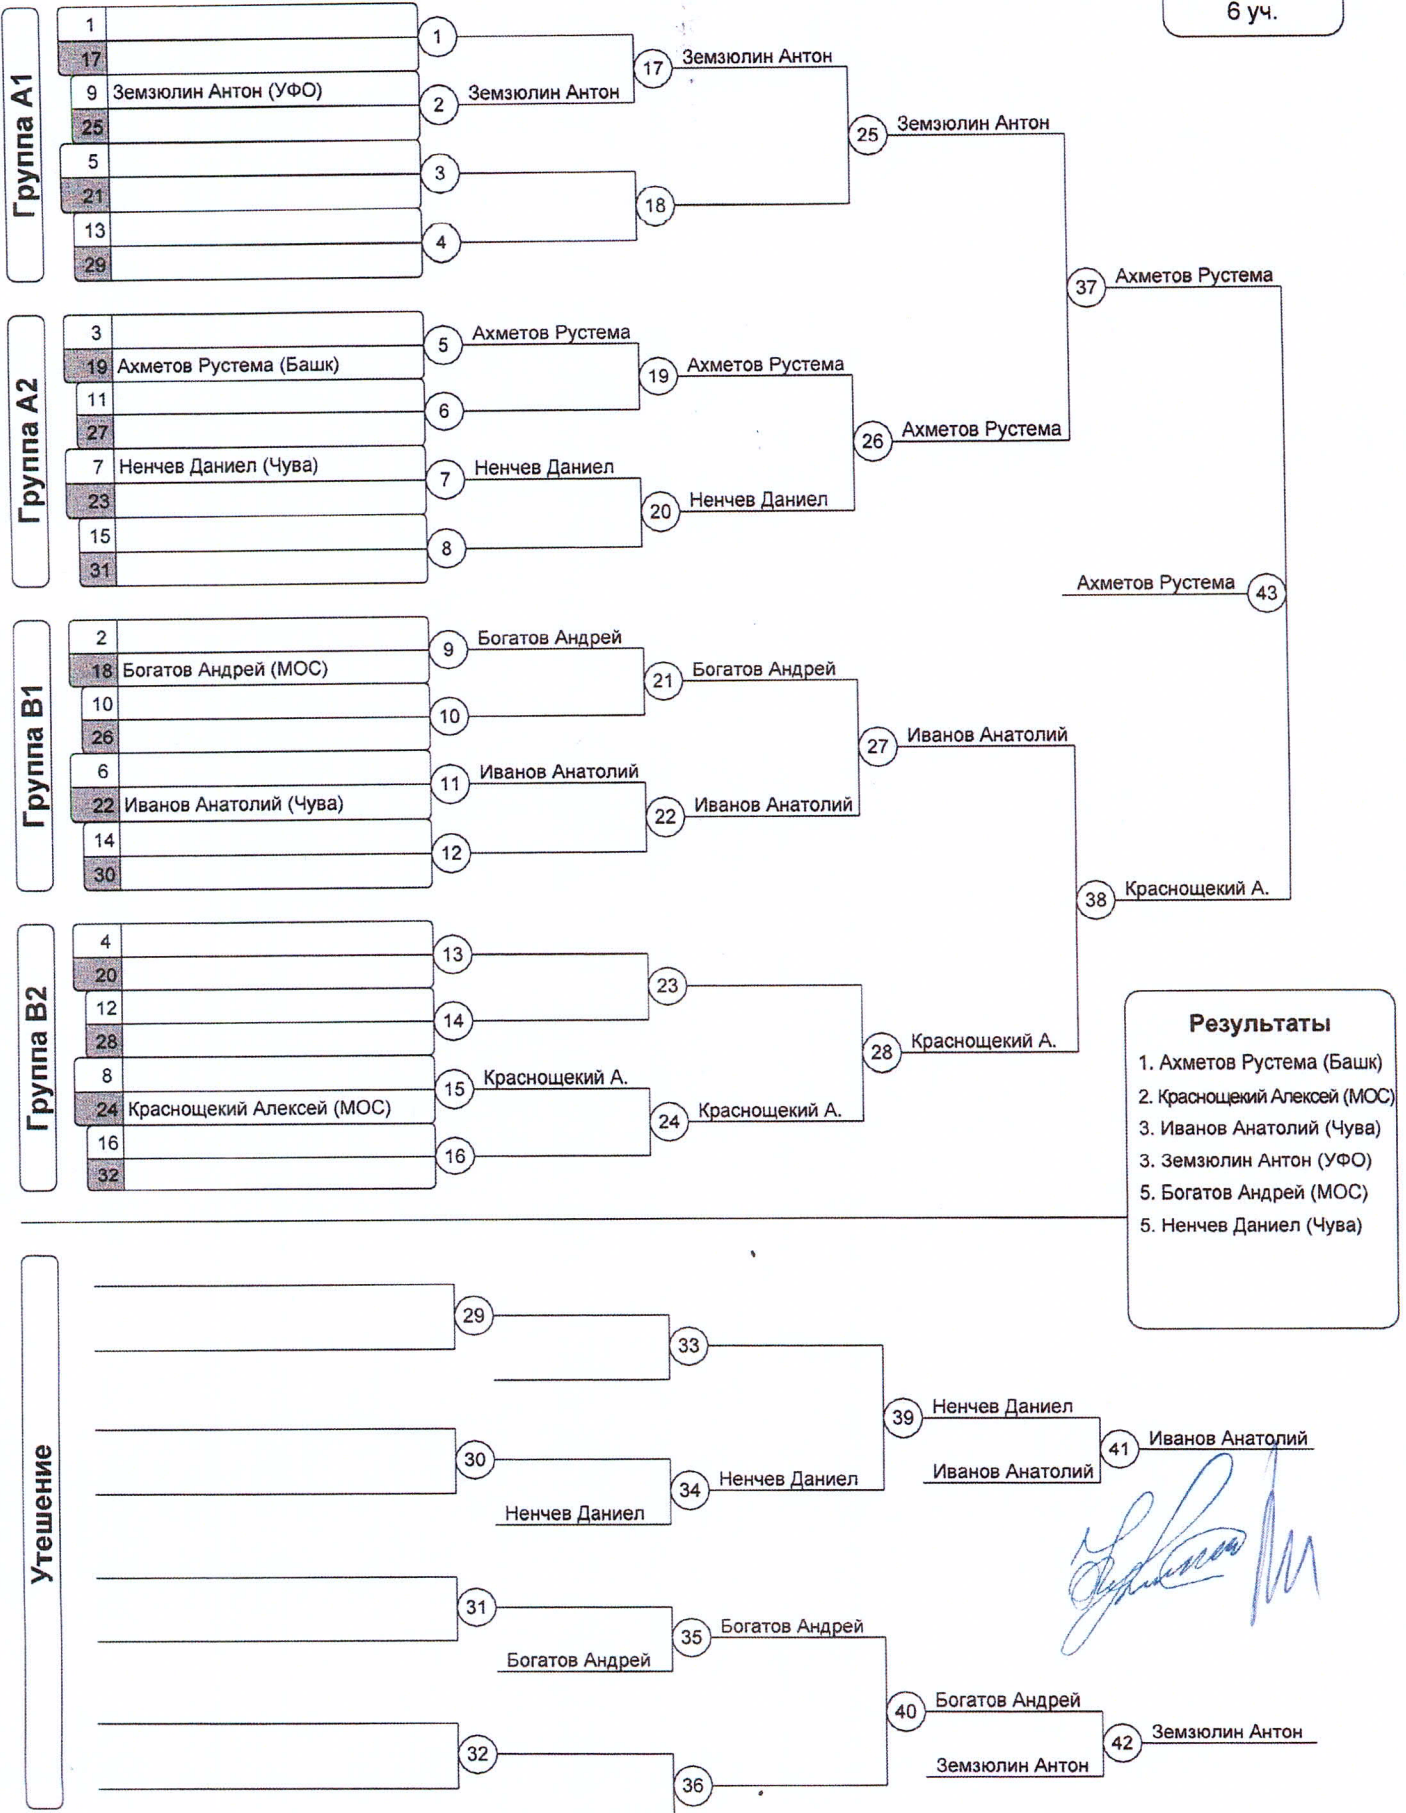 6 уч.
Группа А1
1
17
9 Земзюлин Антон (УФО)
25
5
21
13
29
1
2 Земзюлин Антон
3
4
17 Земзюлин Антон
18
25 Земзюлин Антон
Группа А2
3
19 Ахметов Рустема (Башк)
11
27
7 Ненчев Даниел (Чува)
23
15
31
5 Ахметов Рустема
6
7 Ненчев Даниел
8
19 Ахметов Рустема
20 Ненчев Даниел
26 Ахметов Рустема
37 Ахметов Рустема
Ахметов Рустема 43
Группа В1
2
18 Богатов Андрей (МОС)
10
26
6
22 Иванов Анатолий (Чува)
14
30
9 Богатов Андрей
10
11 Иванов Анатолий
12
21 Богатов Андрей
22 Иванов Анатолий
27 Иванов Анатолий
Группа В2
4
20
12
28
8
24 Краснощекий Алексей (МОС)
16
32
13
14
15 Краснощекий А.
16
23
24 Краснощекий А.
28 Краснощекий А.
38 Краснощекий А.
Результаты
1. Ахметов Рустема (Башк)
2. Краснощекий Алексей (МОС)
3. Иванов Анатолий (Чува)
3. Земзюлин Антон (УФО)
5. Богатов Андрей (МОС)
5. Ненчев Даниел (Чува)
Утешение
29
33
30
Ненчев Даниел
34 Ненчев Даниел
39 Ненчев Даниел
Иванов Анатолий
41 Иванов Анатолий
31
Богатов Андрей
35 Богатов Андрей
32
36
40 Богатов Андрей
Земзюлин Антон
42 Земзюлин Антон